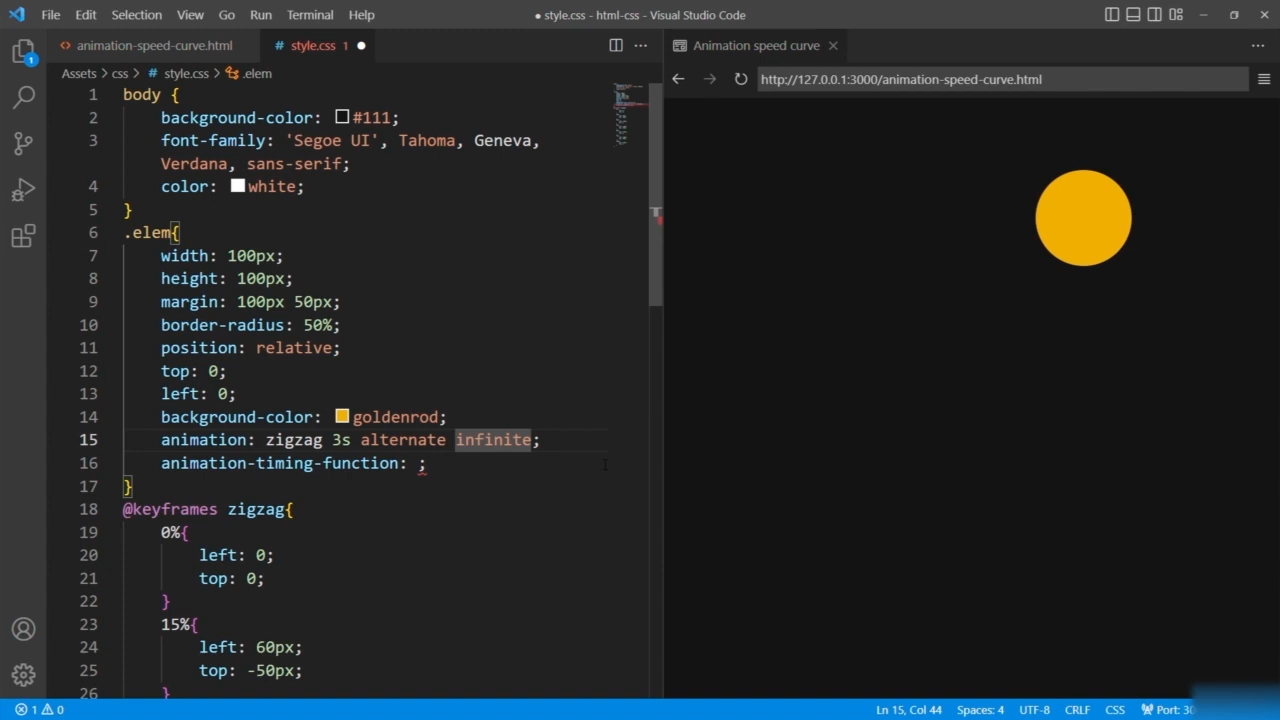 File Edit Selection View Go Run Terminal Help
● style.css - html-css - Visual Studio Code
animation-speed-curve.html
# style.css 1 ●
Animation speed curve
Assets > css > # style.css > .elem
http://127.0.0.1:3000/animation-speed-curve.html
1
1 body {
2 background-color: #111;
3 font-family: 'Segoe UI', Tahoma, Geneva,
Verdana, sans-serif;
4 color: white;
5 }
6 .elem{
7 width: 100px;
8 height: 100px;
9 margin: 100px 50px;
10 border-radius: 50%;
11 position: relative;
12 top: 0;
13 left: 0;
14 background-color: goldenrod;
15 animation: zigzag 3s alternate infinite;
16 animation-timing-function: ;
17 }
18 @keyframes zigzag{
19 0%{
20 left: 0;
21 top: 0;
22 }
23 15%{
24 left: 60px;
25 top: -50px;
26 }
1 0
Ln 15, Col 44 Spaces: 4 UTF-8 CRLF CSS Port: